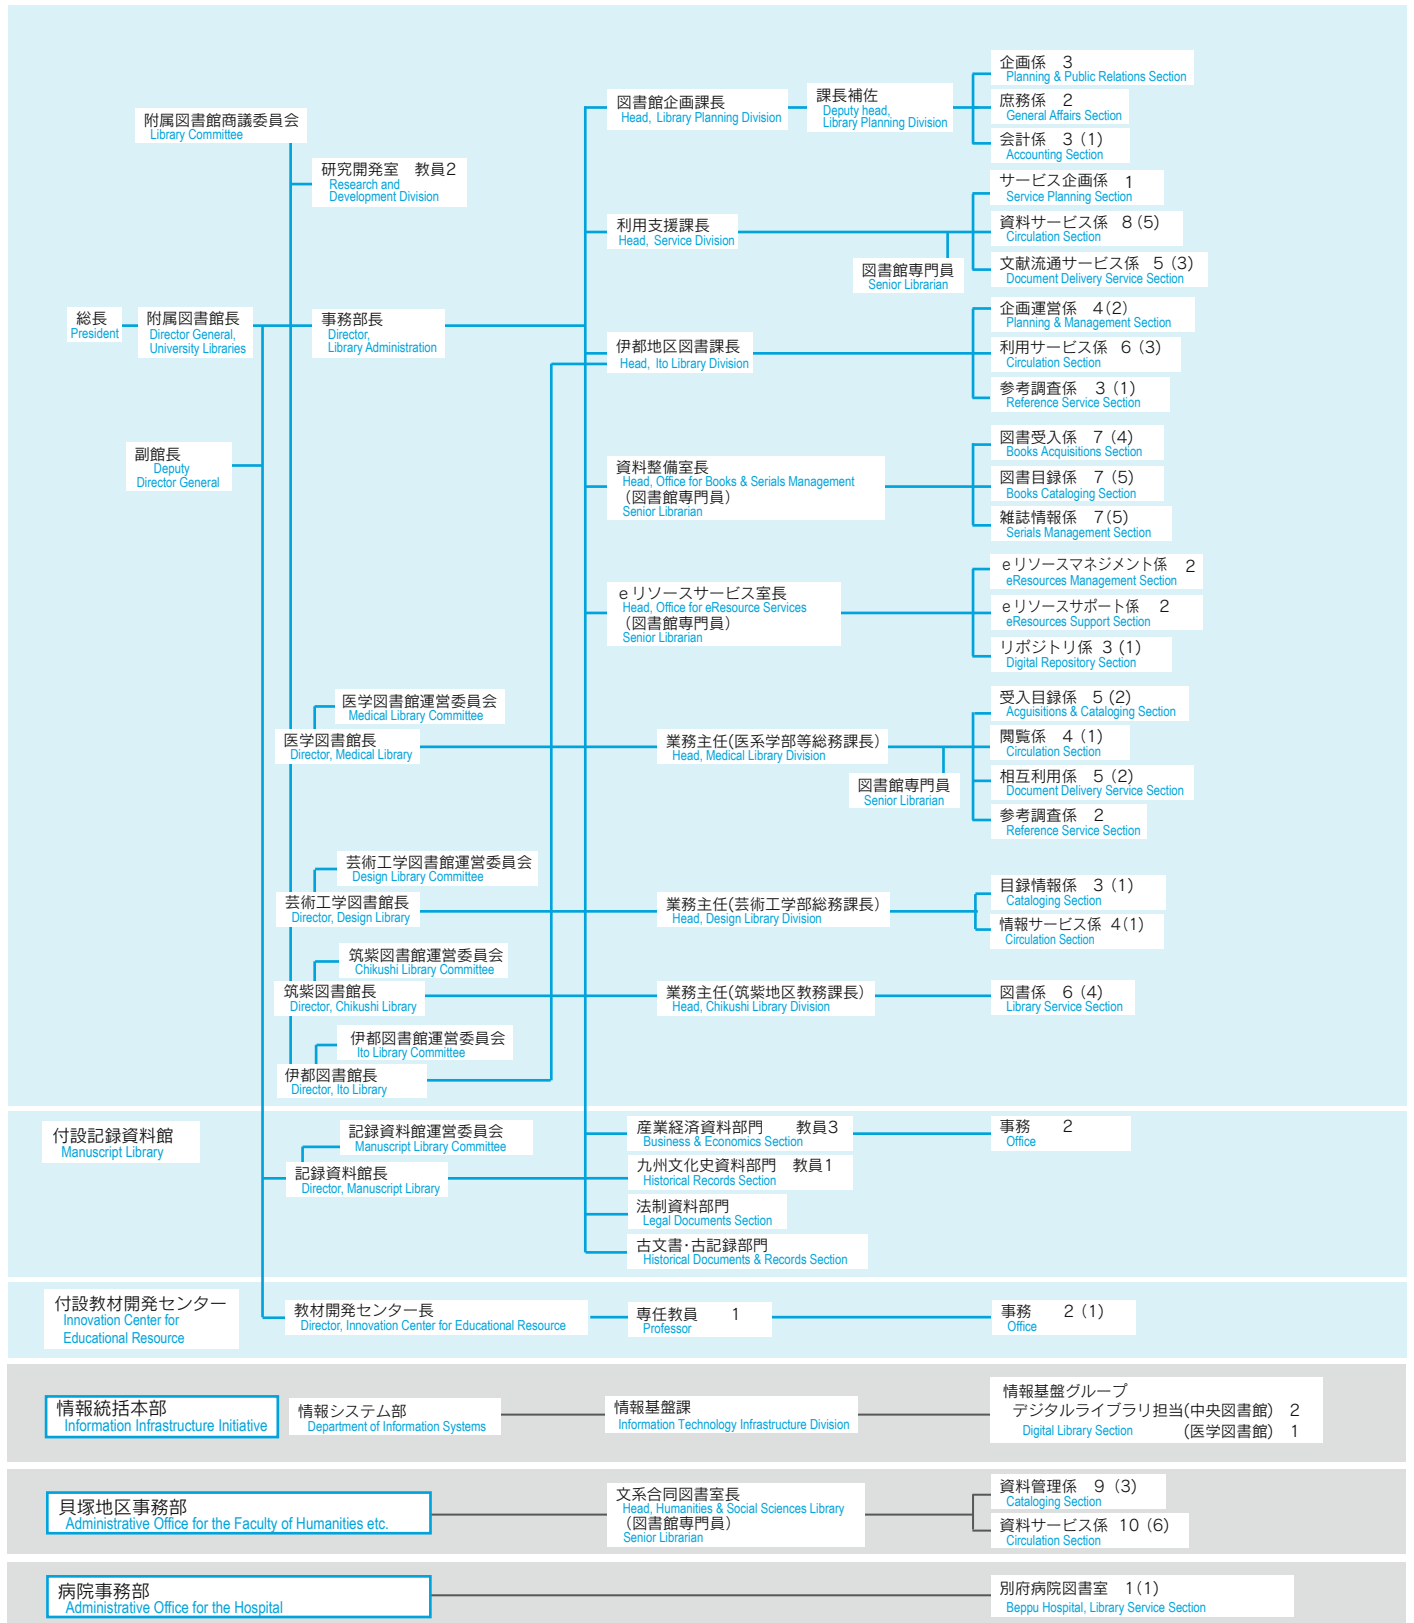 附属図書館商議委員会
Library Committee
研究開発室　教員2
Research and
Development Division
総長
President
附属図書館長
Director General,
University Libraries
事務部長
Director,
Library Administration
副館長
Deputy
Director General
図書館企画課長
Head, Library Planning Division
課長補佐
Deputy head,
Library Planning Division
企画係　3
Planning & Public Relations Section
庶務係　2
General Affairs Section
会計係　3 (1)
Accounting Section
利用支援課長
Head, Service Division
図書館専門員
Senior Librarian
サービス企画係　1
Service Planning Section
資料サービス係　8 (5)
Circulation Section
文献流通サービス係　5 (3)
Document Delivery Service Section
伊都地区図書課長
Head, Ito Library Division
企画運営係　4(2)
Planning & Management Section
利用サービス係　6 (3)
Circulation Section
参考調査係　3 (1)
Reference Service Section
資料整備室長
Head, Office for Books & Serials Management
（図書館専門員）
Senior Librarian
図書受入係　7 (4)
Books Acquisitions Section
図書目録係　7 (5)
Books Cataloging Section
雑誌情報係　7(5)
Serials Management Section
eリソースサービス室長
Head, Office for eResource Services
（図書館専門員）
Senior Librarian
eリソースマネジメント係　2
eResources Management Section
eリソースサポート係　2
eResources Support Section
リポジトリ係　3 (1)
Digital Repository Section
医学図書館運営委員会
Medical Library Committee
医学図書館長
Director, Medical Library
業務主任(医系学部等総務課長)
Head, Medical Library Division
図書館専門員
Senior Librarian
受入目録係　5 (2)
Acquisitions & Cataloging Section
閲覧係　4 (1)
Circulation Section
相互利用係　5 (2)
Document Delivery Service Section
参考調査係　2
Reference Service Section
芸術工学図書館運営委員会
Design Library Committee
芸術工学図書館長
Director, Design Library
業務主任(芸術工学部総務課長)
Head, Design Library Division
目録情報係　3 (1)
Cataloging Section
情報サービス係　4(1)
Circulation Section
筑紫図書館運営委員会
Chikushi Library Committee
筑紫図書館長
Director, Chikushi Library
業務主任(筑紫地区教務課長)
Head, Chikushi Library Division
図書係　6 (4)
Library Service Section
伊都図書館運営委員会
Ito Library Committee
伊都図書館長
Director, Ito Library
付設記録資料館
Manuscript Library
記録資料館運営委員会
Manuscript Library Committee
記録資料館長
Director, Manuscript Library
産業経済資料部門　教員3
Business & Economics Section
事務　2
Office
九州文化史資料部門　教員1
Historical Records Section
法制資料部門
Legal Documents Section
古文書・古記録部門
Historical Documents & Records Section
付設教材開発センター
Innovation Center for
Educational Resource
教材開発センター長
Director, Innovation Center for Educational Resource
専任教員　1
Professor
事務　2 (1)
Office
情報統括本部
Information Infrastructure Initiative
情報システム部
Department of Information Systems
情報基盤課
Information Technology Infrastructure Division
情報基盤グループ
デジタルライブラリ担当(中央図書館)　2
Digital Library Section　(医学図書館)　1
貝塚地区事務部
Administrative Office for the Faculty of Humanities etc.
文系合同図書室長
Head, Humanities & Social Sciences Library
（図書館専門員）
Senior Librarian
資料管理係　9 (3)
Cataloging Section
資料サービス係　10 (6)
Circulation Section
病院事務部
Administrative Office for the Hospital
別府病院図書室　1(1)
Beppu Hospital, Library Service Section